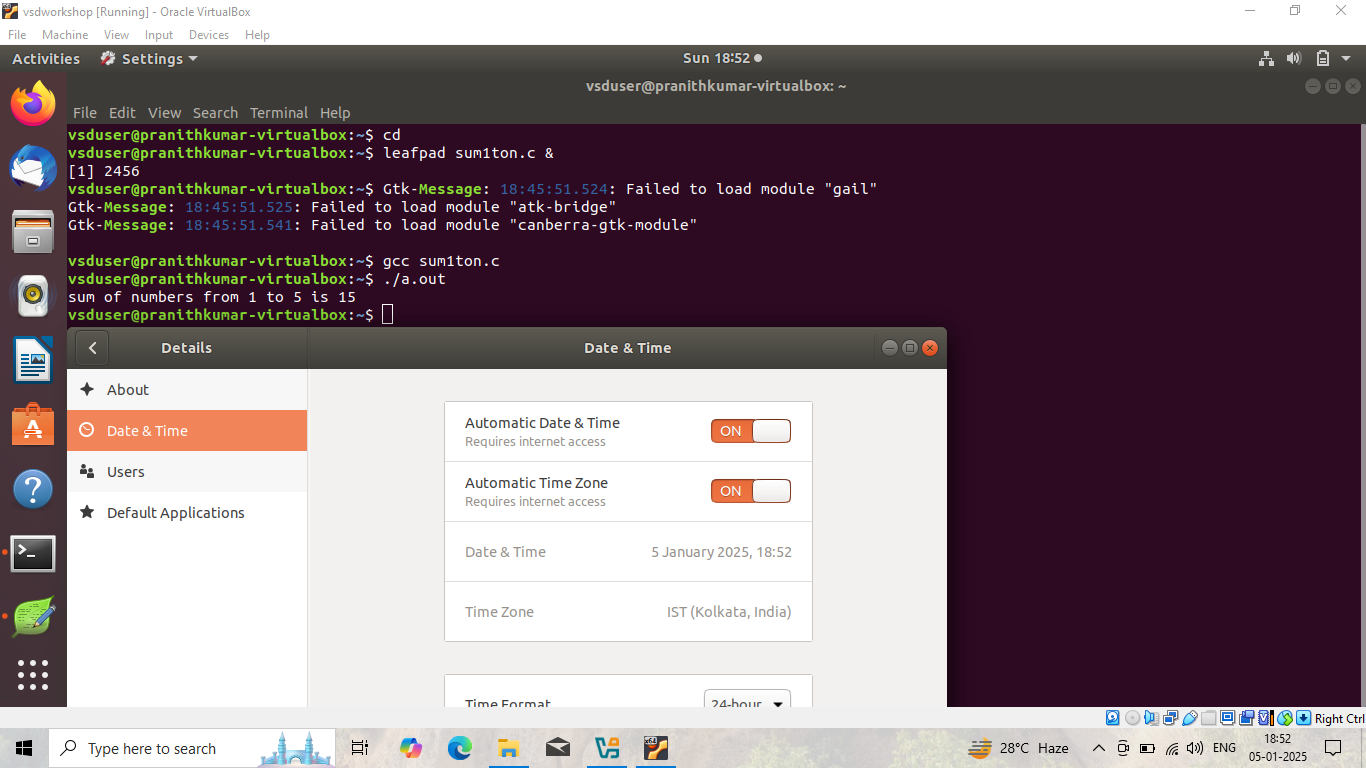 vsdworkshop [Running] - Oracle VirtualBox
File Machine View Input Devices Help
Activities Settings Sun 18:52
vsduser@pranithkumar-virtualbox: ~
File Edit View Search Terminal Help
vsduser@pranithkumar-virtualbox:~$ cd
vsduser@pranithkumar-virtualbox:~$ leafpad sum1ton.c &
[1] 2456
vsduser@pranithkumar-virtualbox:~$ Gtk-Message: 18:45:51.524: Failed to load module "gail"
Gtk-Message: 18:45:51.525: Failed to load module "atk-bridge"
Gtk-Message: 18:45:51.541: Failed to load module "canberra-gtk-module"
vsduser@pranithkumar-virtualbox:~$ gcc sum1ton.c
vsduser@pranithkumar-virtualbox:~$ ./a.out
sum of numbers from 1 to 5 is 15
vsduser@pranithkumar-virtualbox:~$
Details Date & Time
About
Date & Time
Users
Default Applications
Automatic Date & Time ON
Requires internet access
Automatic Time Zone ON
Requires internet access
Date & Time 5 January 2025, 18:52
Time Zone IST (Kolkata, India)
Time Format 24-hour
Right Ctrl
Type here to search
28°C Haze
ENG
18:52
05-01-2025